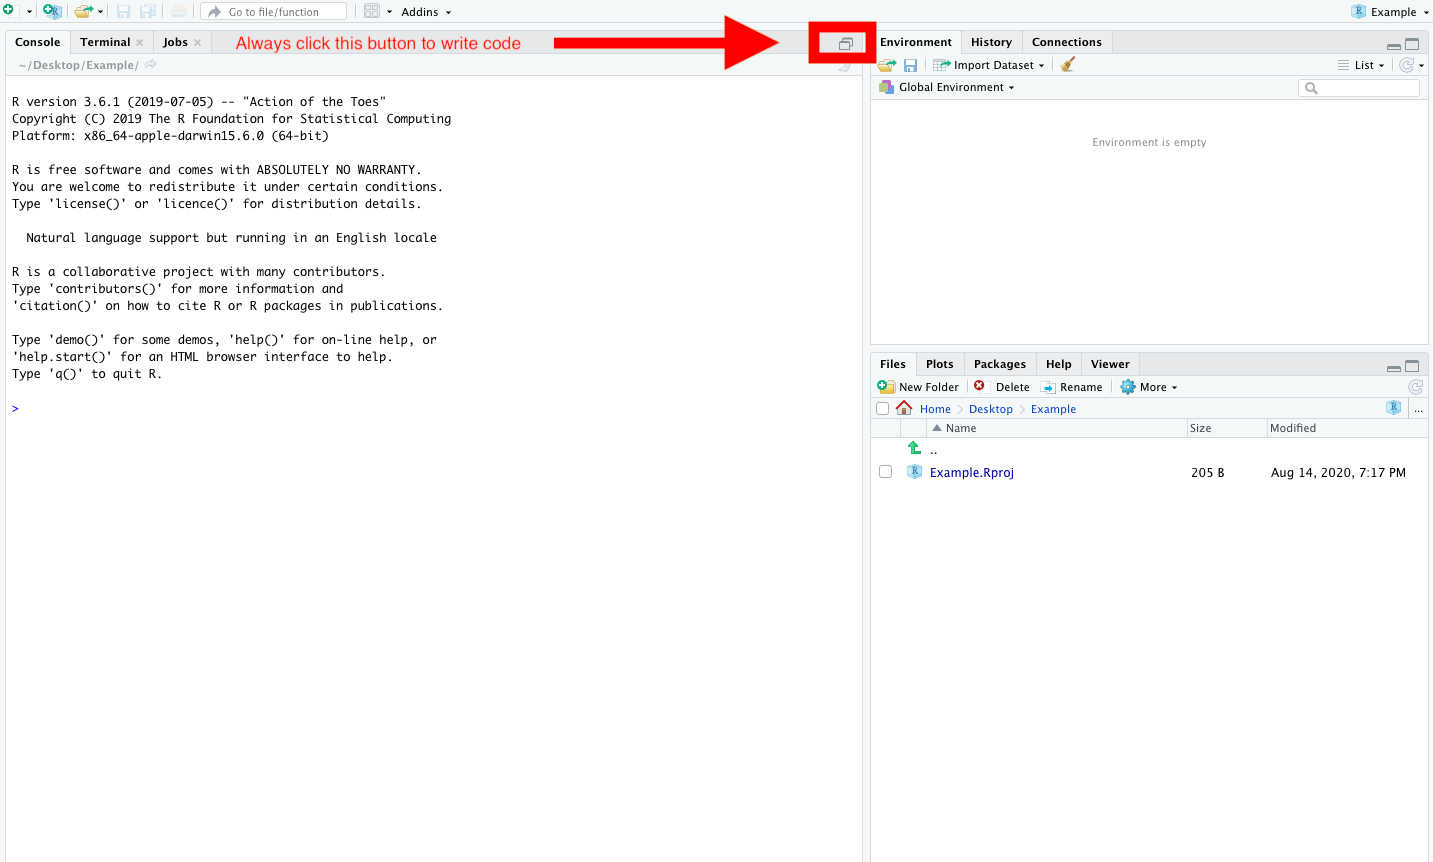 Go to file/function
Addins
Example
Console Terminal Jobs
Always click this button to write code
~/Desktop/Example/
R version 3.6.1 (2019-07-05) -- "Action of the Toes"
Copyright (C) 2019 The R Foundation for Statistical Computing
Platform: x86_64-apple-darwin15.6.0 (64-bit)
R is free software and comes with ABSOLUTELY NO WARRANTY.
You are welcome to redistribute it under certain conditions.
Type 'license()' or 'licence()' for distribution details.
Natural language support but running in an English locale
R is a collaborative project with many contributors.
Type 'contributors()' for more information and
'citation()' on how to cite R or R packages in publications.
Type 'demo()' for some demos, 'help()' for on-line help, or
'help.start()' for an HTML browser interface to help.
Type 'q()' to quit R.
>
Environment History Connections
Import Dataset List
Global Environment
Environment is empty
Files Plots Packages Help Viewer
New Folder Delete Rename More
Home Desktop Example R ...
Name Size Modified
..
Example.Rproj 205 B Aug 14, 2020, 7:17 PM